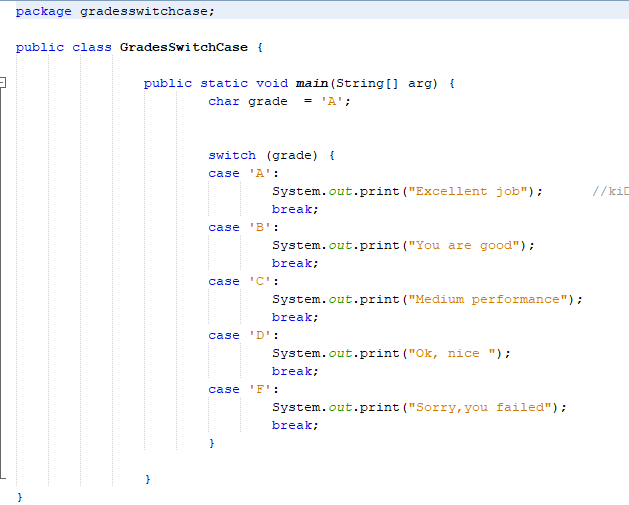 package gradesswitchcase;
public class GradesSwitchCase {
public static void main(String[] arg) {
char grade  = 'A';
switch (grade) {
case 'A':
System.out.print("Excellent job");      //ki
break;
case 'B':
System.out.print("You are good");
break;
case 'C':
System.out.print("Medium performance");
break;
case 'D':
System.out.print("Ok, nice ");
break;
case 'F':
System.out.print("Sorry,you failed");
break;
}
}
}